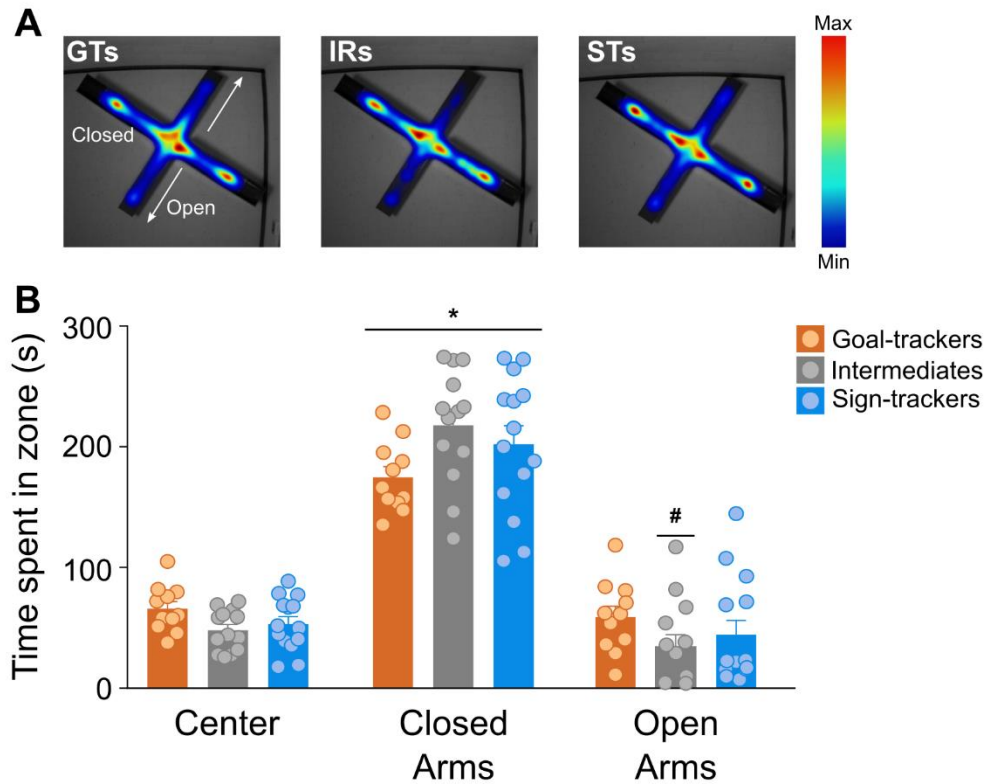 A
GTs
IRs
STs
Max
Closed
Open
Min
B
Time spent in zone (s)
300
200
100
0
*
#
Goal-trackers
Intermediates
Sign-trackers
Center
Closed
Arms
Open
Arms